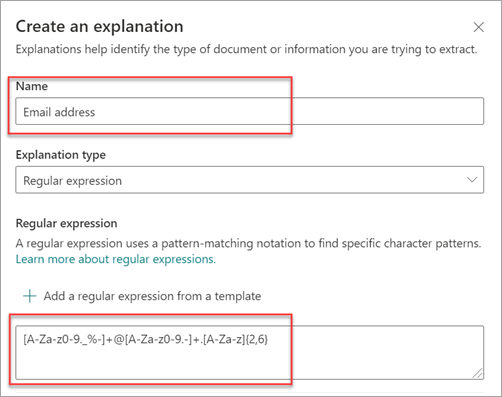 Create an explanation
Explanations help identify the type of document or information you are trying to extract.
Name
Email address
Explanation type
Regular expression
Regular expression
A regular expression uses a pattern-matching notation to find specific character patterns.
Learn more about regular expressions.
Add a regular expression from a template
[A-Za-z0-9._%-]+@[A-Za-z0-9.-]+.[A-Za-z]{2,6}